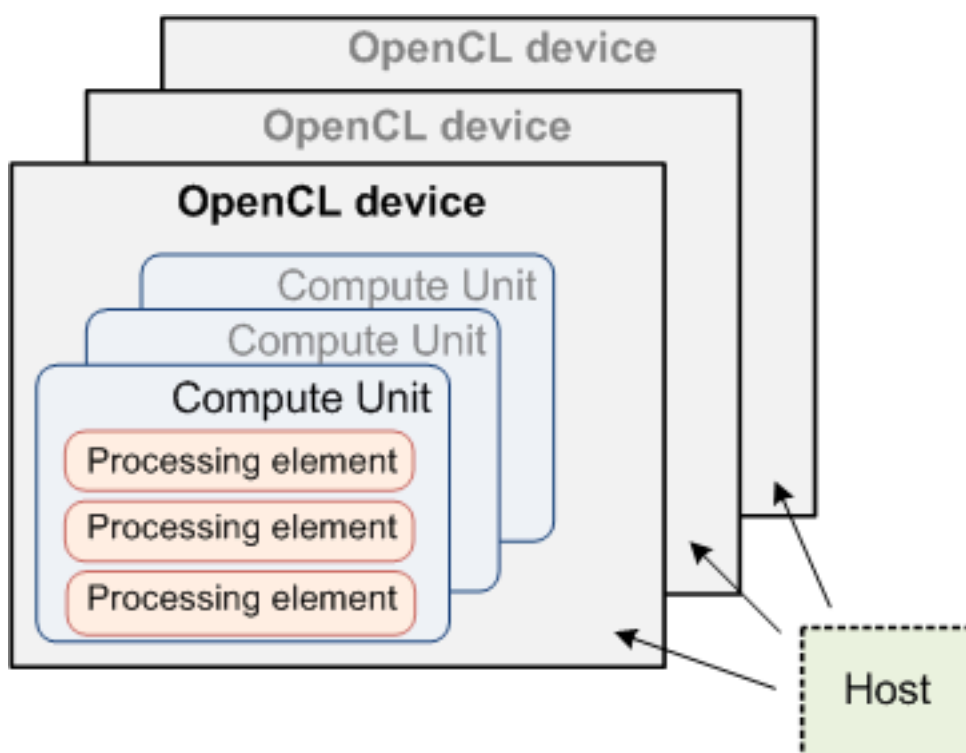 OpenCL device
OpenCL device
OpenCL device
Compute Unit
Compute Unit
Compute Unit
Processing element
Processing element
Processing element
Host